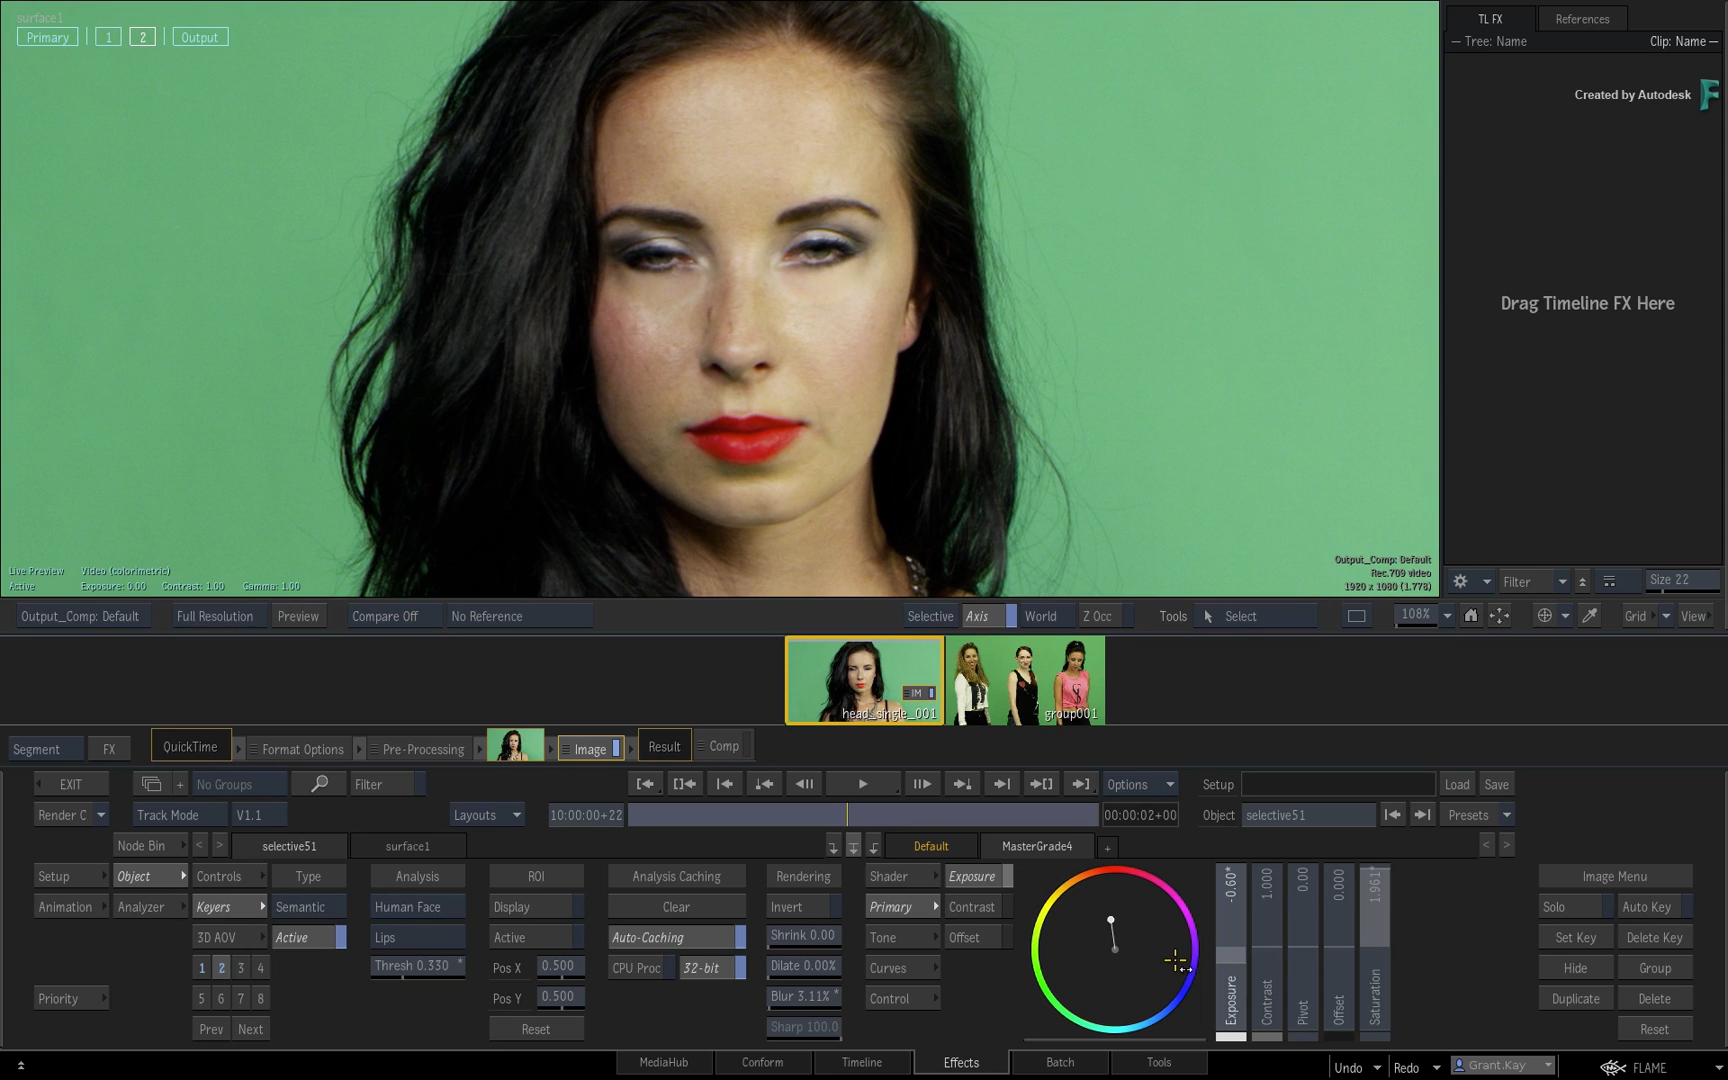 surface1
Primary 1 2 Output
TL FX References
Tree: Name Clip: Name
Created by Autodesk
Drag Timeline FX Here
Live Preview Video (colorimetric)
Active Exposure: 0.00 Contrast: 1.00 Gamma: 1.00
Output_Comp: Default
Rec.709 video
1920 x 1080 (1.778)
Filter Size 22
Output_Comp: Default Full Resolution Preview Compare Off No Reference Selective Axis World Z Occ Tools Select 108% Grid View
IM
head_single_001 group001
Segment FX QuickTime Format Options Pre-Processing Image Result Comp
EXIT + No Groups Filter Options Setup Load Save
Render C Track Mode V1.1 Layouts 10:00:00+22 00:00:02+00 Object selective51 Presets
Node Bin < > selective51 surface1 Default MasterGrade4 + < >
Setup Object Controls Type Analysis ROI Analysis Caching Rendering Shader Exposure Image Menu
Animation Analyzer Keyers Semantic Human Face Display Clear Invert Primary Contrast Solo Auto Key
3D AOV Active Lips Active Auto-Caching Shrink 0.00 Tone Offset Set Key Delete Key
1 2 3 4 Thresh 0.330 * Pos X 0.500 CPU Proc 32-bit Dilate 0.00% Curves Hide Group
Priority 5 6 7 8 Pos Y 0.500 Blur 3.11% * Control Duplicate Delete
Prev Next Reset Sharp 100.0 Reset
Exposure -0.60*
Contrast 1.000
Pivot 0.00
Offset 0.000
Saturation 1.961*
MediaHub Conform Timeline Effects Batch Tools Undo Redo Grant.Kay FLAME